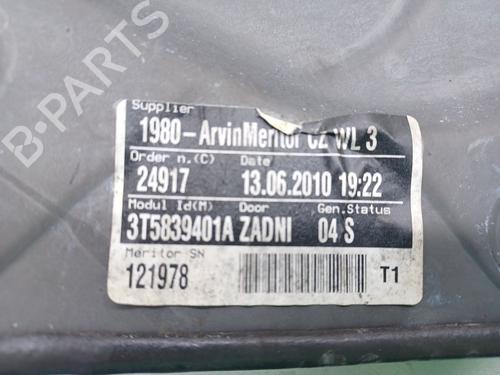 Supplier
1980-ArvinMeritor CZ WL 3
Order n.(C) Date
24917 13.06.2010 19:22
Modul Id(M) Door Gen.Status
3T5839401A ZADNI 04 S
Meritor SN
121978 T1